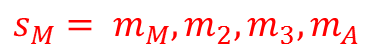 s_M = m_M, m_2, m_3, m_A